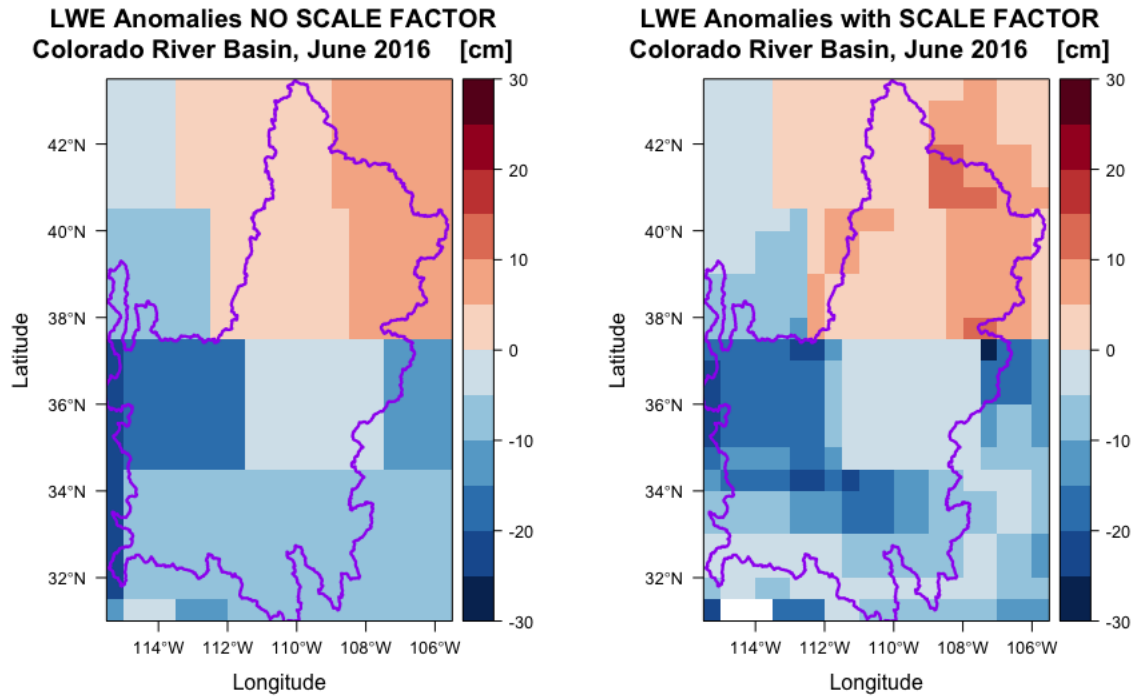 LWE Anomalies NO SCALE FACTOR
Colorado River Basin, June 2016 [cm]
30
20
10
0
-10
-20
-30
42°N
40°N
38°N
36°N
34°N
32°N
Latitude
114°W 112°W 110°W 108°W 106°W
Longitude
LWE Anomalies with SCALE FACTOR
Colorado River Basin, June 2016 [cm]
30
20
10
0
-10
-20
-30
42°N
40°N
38°N
36°N
34°N
32°N
Latitude
114°W 112°W 110°W 108°W 106°W
Longitude